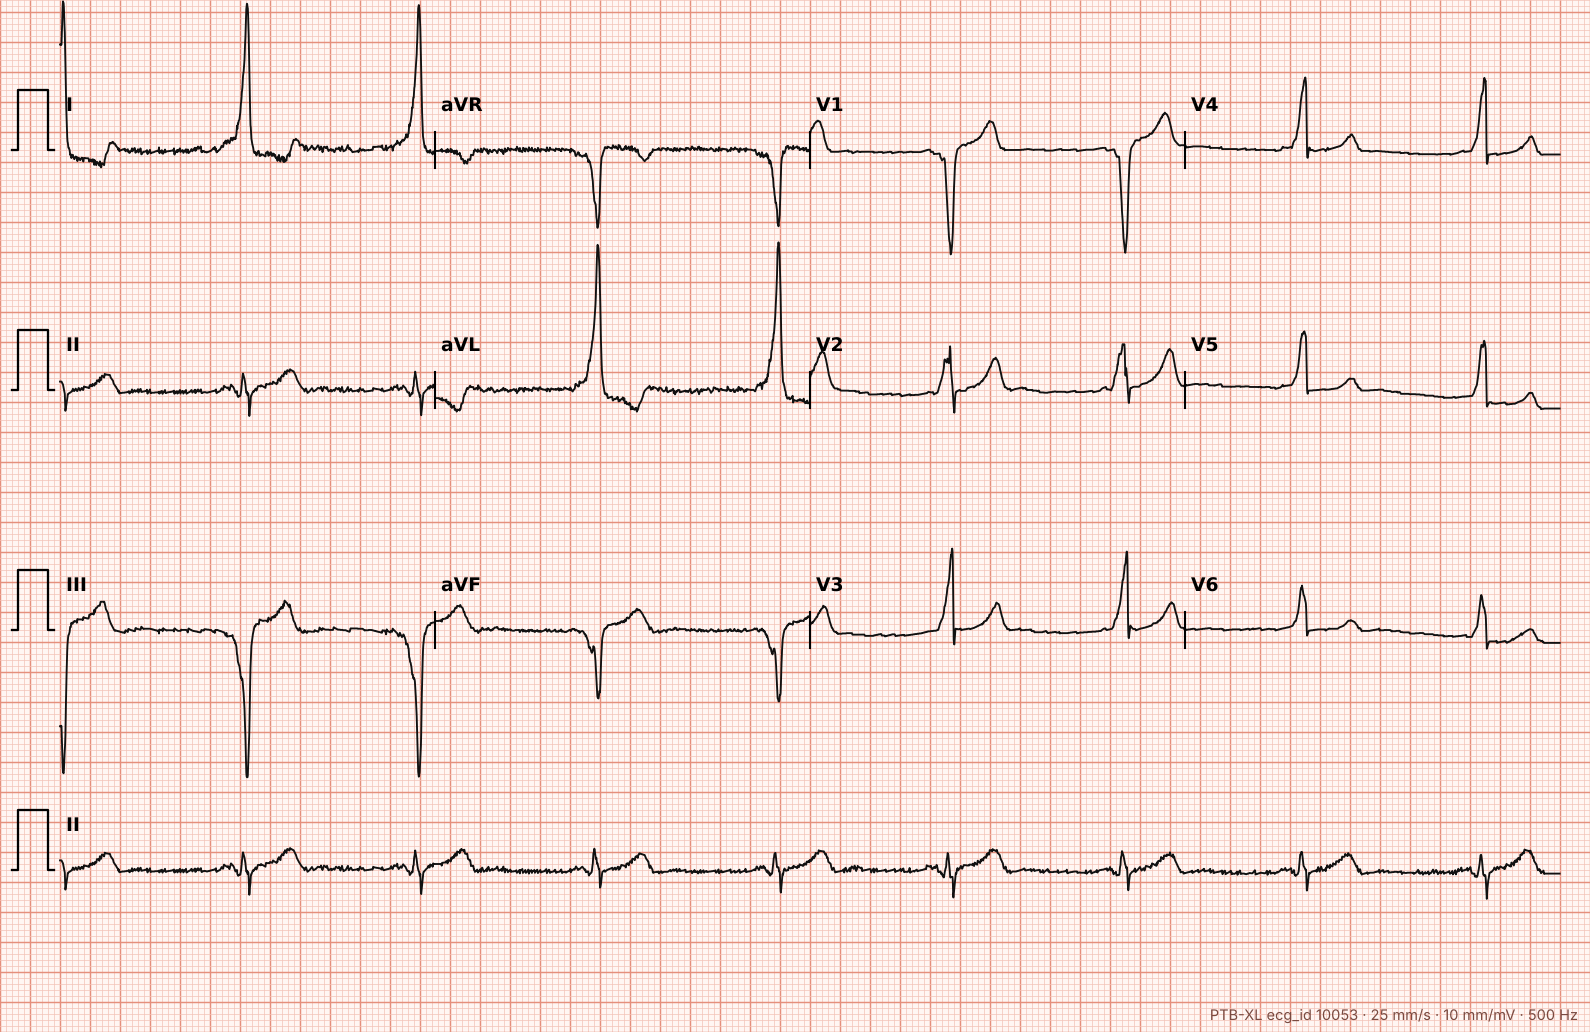 I aVR V1 V4
II aVL V2 V5
III aVF V3 V6
II
PTB-XL ecg_id 10053 · 25 mm/s · 10 mm/mV · 500 Hz